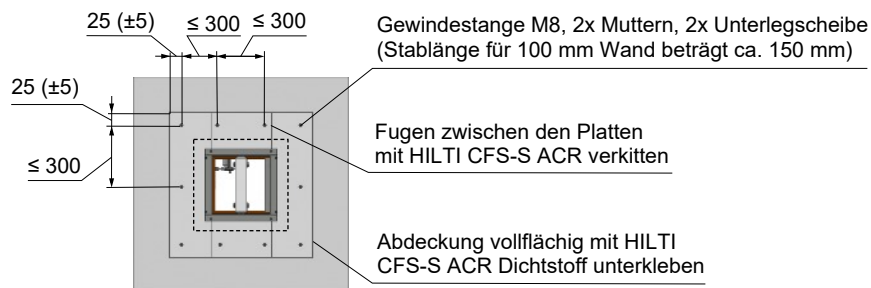 25 (±5)
≤ 300
≤ 300
Gewindestange M8, 2x Muttern, 2x Unterlegscheibe
(Stablänge für 100 mm Wand beträgt ca. 150 mm)
25 (±5)
≤ 300
Fugen zwischen den Platten
mit HILTI CFS-S ACR verkitten
Abdeckung vollflächig mit HILTI
CFS-S ACR Dichtstoff unterkleben